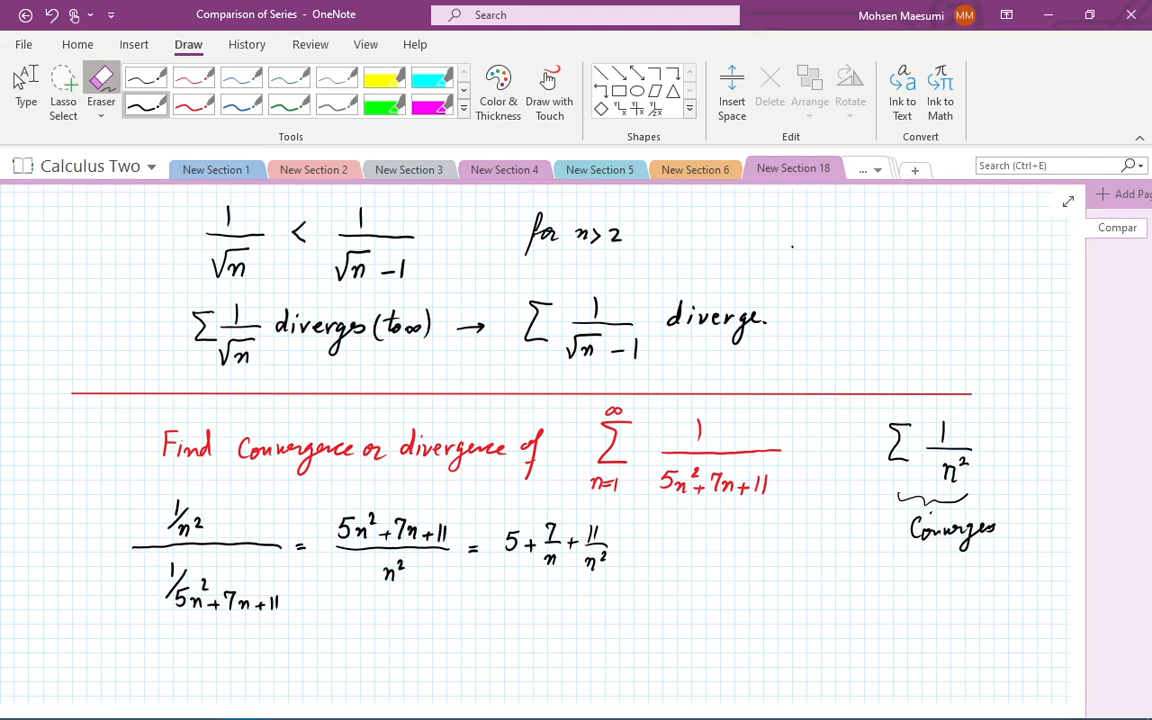 Comparison of Series - OneNote
Search
Mohsen Maesumi MM
File Home Insert Draw History Review View Help
Type
Lasso Select
Eraser
Color & Thickness
Draw with Touch
Insert Space
Delete
Arrange
Rotate
Ink to Text
Ink to Math
Tools
Shapes
Edit
Convert
Calculus Two
New Section 1
New Section 2
New Section 3
New Section 4
New Section 5
New Section 6
New Section 18
...
Search (Ctrl+E)
Add Pag
Compar
1/√n < 1/(√n - 1) for n > 2
Σ 1/√n diverges (to ∞) → Σ 1/(√n - 1) diverge.
Find Convergence or divergence of Σ_{n=1}^{∞} 1/(5n² + 7n + 11)
Σ 1/n²
Converges
(1/n²)/(1/5n² + 7n + 11) = (5n² + 7n + 11)/n² = 5 + 7/n + 11/n²